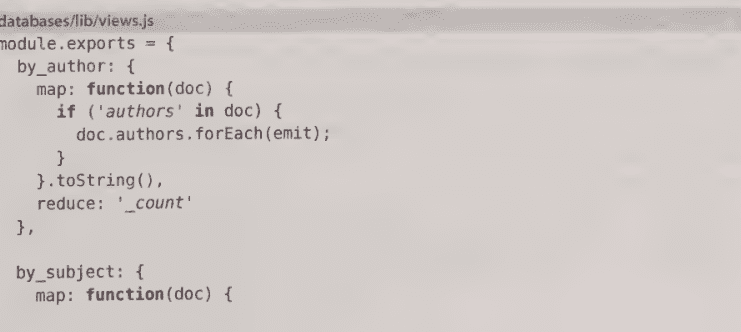 databases/lib/views.js
module.exports = {
  by_author: {
    map: function(doc) {
      if ('authors' in doc) {
        doc.authors.forEach(emit);
      }
    }.toString(),
    reduce: '_count'
  },

  by_subject: {
    map: function(doc) {